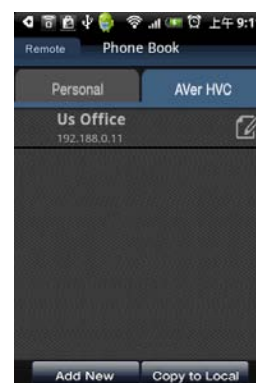 上午 9:1
Remote
Phone Book
Personal
AVer HVC
Us Office
192.188.0.11
Add New
Copy to Local